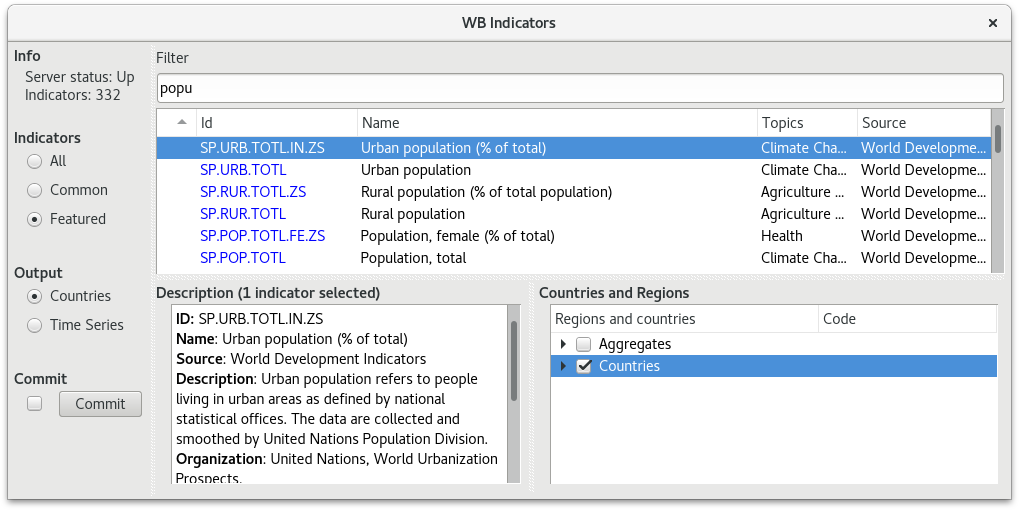 WB Indicators
Info
Server status: Up
Indicators: 332
Indicators
All
Common
Featured
Output
Countries
Time Series
Commit
Commit
Filter
popu
Id Name Topics Source
SP.URB.TOTL.IN.ZS Urban population (% of total) Climate Cha... World Developme...
SP.URB.TOTL Urban population Climate Cha... World Developme...
SP.RUR.TOTL.ZS Rural population (% of total population) Agriculture ... World Developme...
SP.RUR.TOTL Rural population Agriculture ... World Developme...
SP.POP.TOTL.FE.ZS Population, female (% of total) Health World Developme...
SP.POP.TOTL Population, total Climate Cha... World Developme...
Description (1 indicator selected)
ID: SP.URB.TOTL.IN.ZS
Name: Urban population (% of total)
Source: World Development Indicators
Description: Urban population refers to people
living in urban areas as defined by national
statistical offices. The data are collected and
smoothed by United Nations Population Division.
Organization: United Nations, World Urbanization
Prospects.
Countries and Regions
Regions and countries Code
Aggregates
Countries